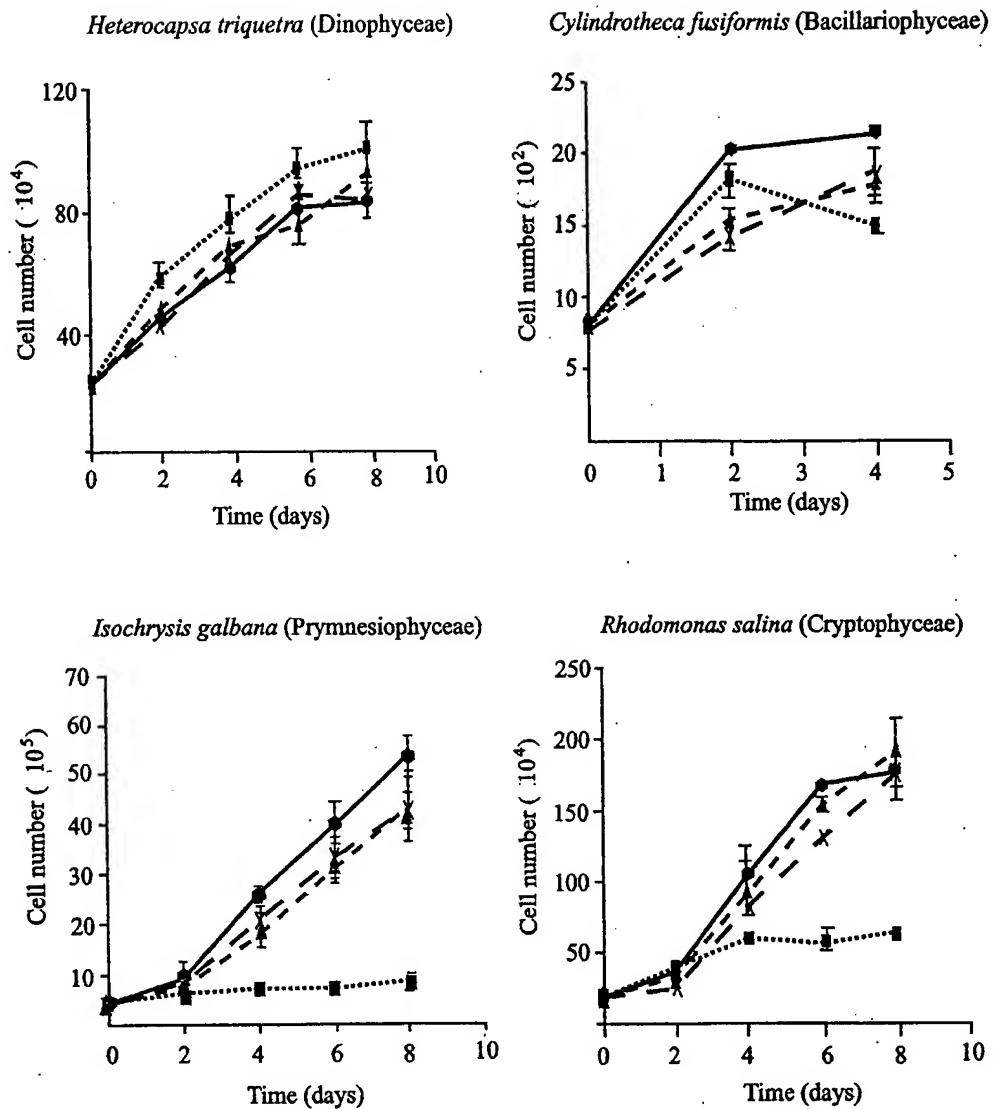 Heterocapsa triquetra (Dinophyceae)
Cell number ( 10⁴)
120
80
40
0 2 4 6 8 10
Time (days)
Cylindrotheca fusiformis (Bacillariophyceae)
Cell number ( 10²)
25
20
15
10
5
0 1 2 3 4 5
Time (days)
Isochrysis galbana (Prymnesiophyceae)
Cell number ( 10⁵)
70
60
50
40
30
20
10
0 2 4 6 8 10
Time (days)
Rhodomonas salina (Cryptophyceae)
Cell number ( 10⁴)
250
200
150
100
50
0 2 4 6 8 10
Time (days)